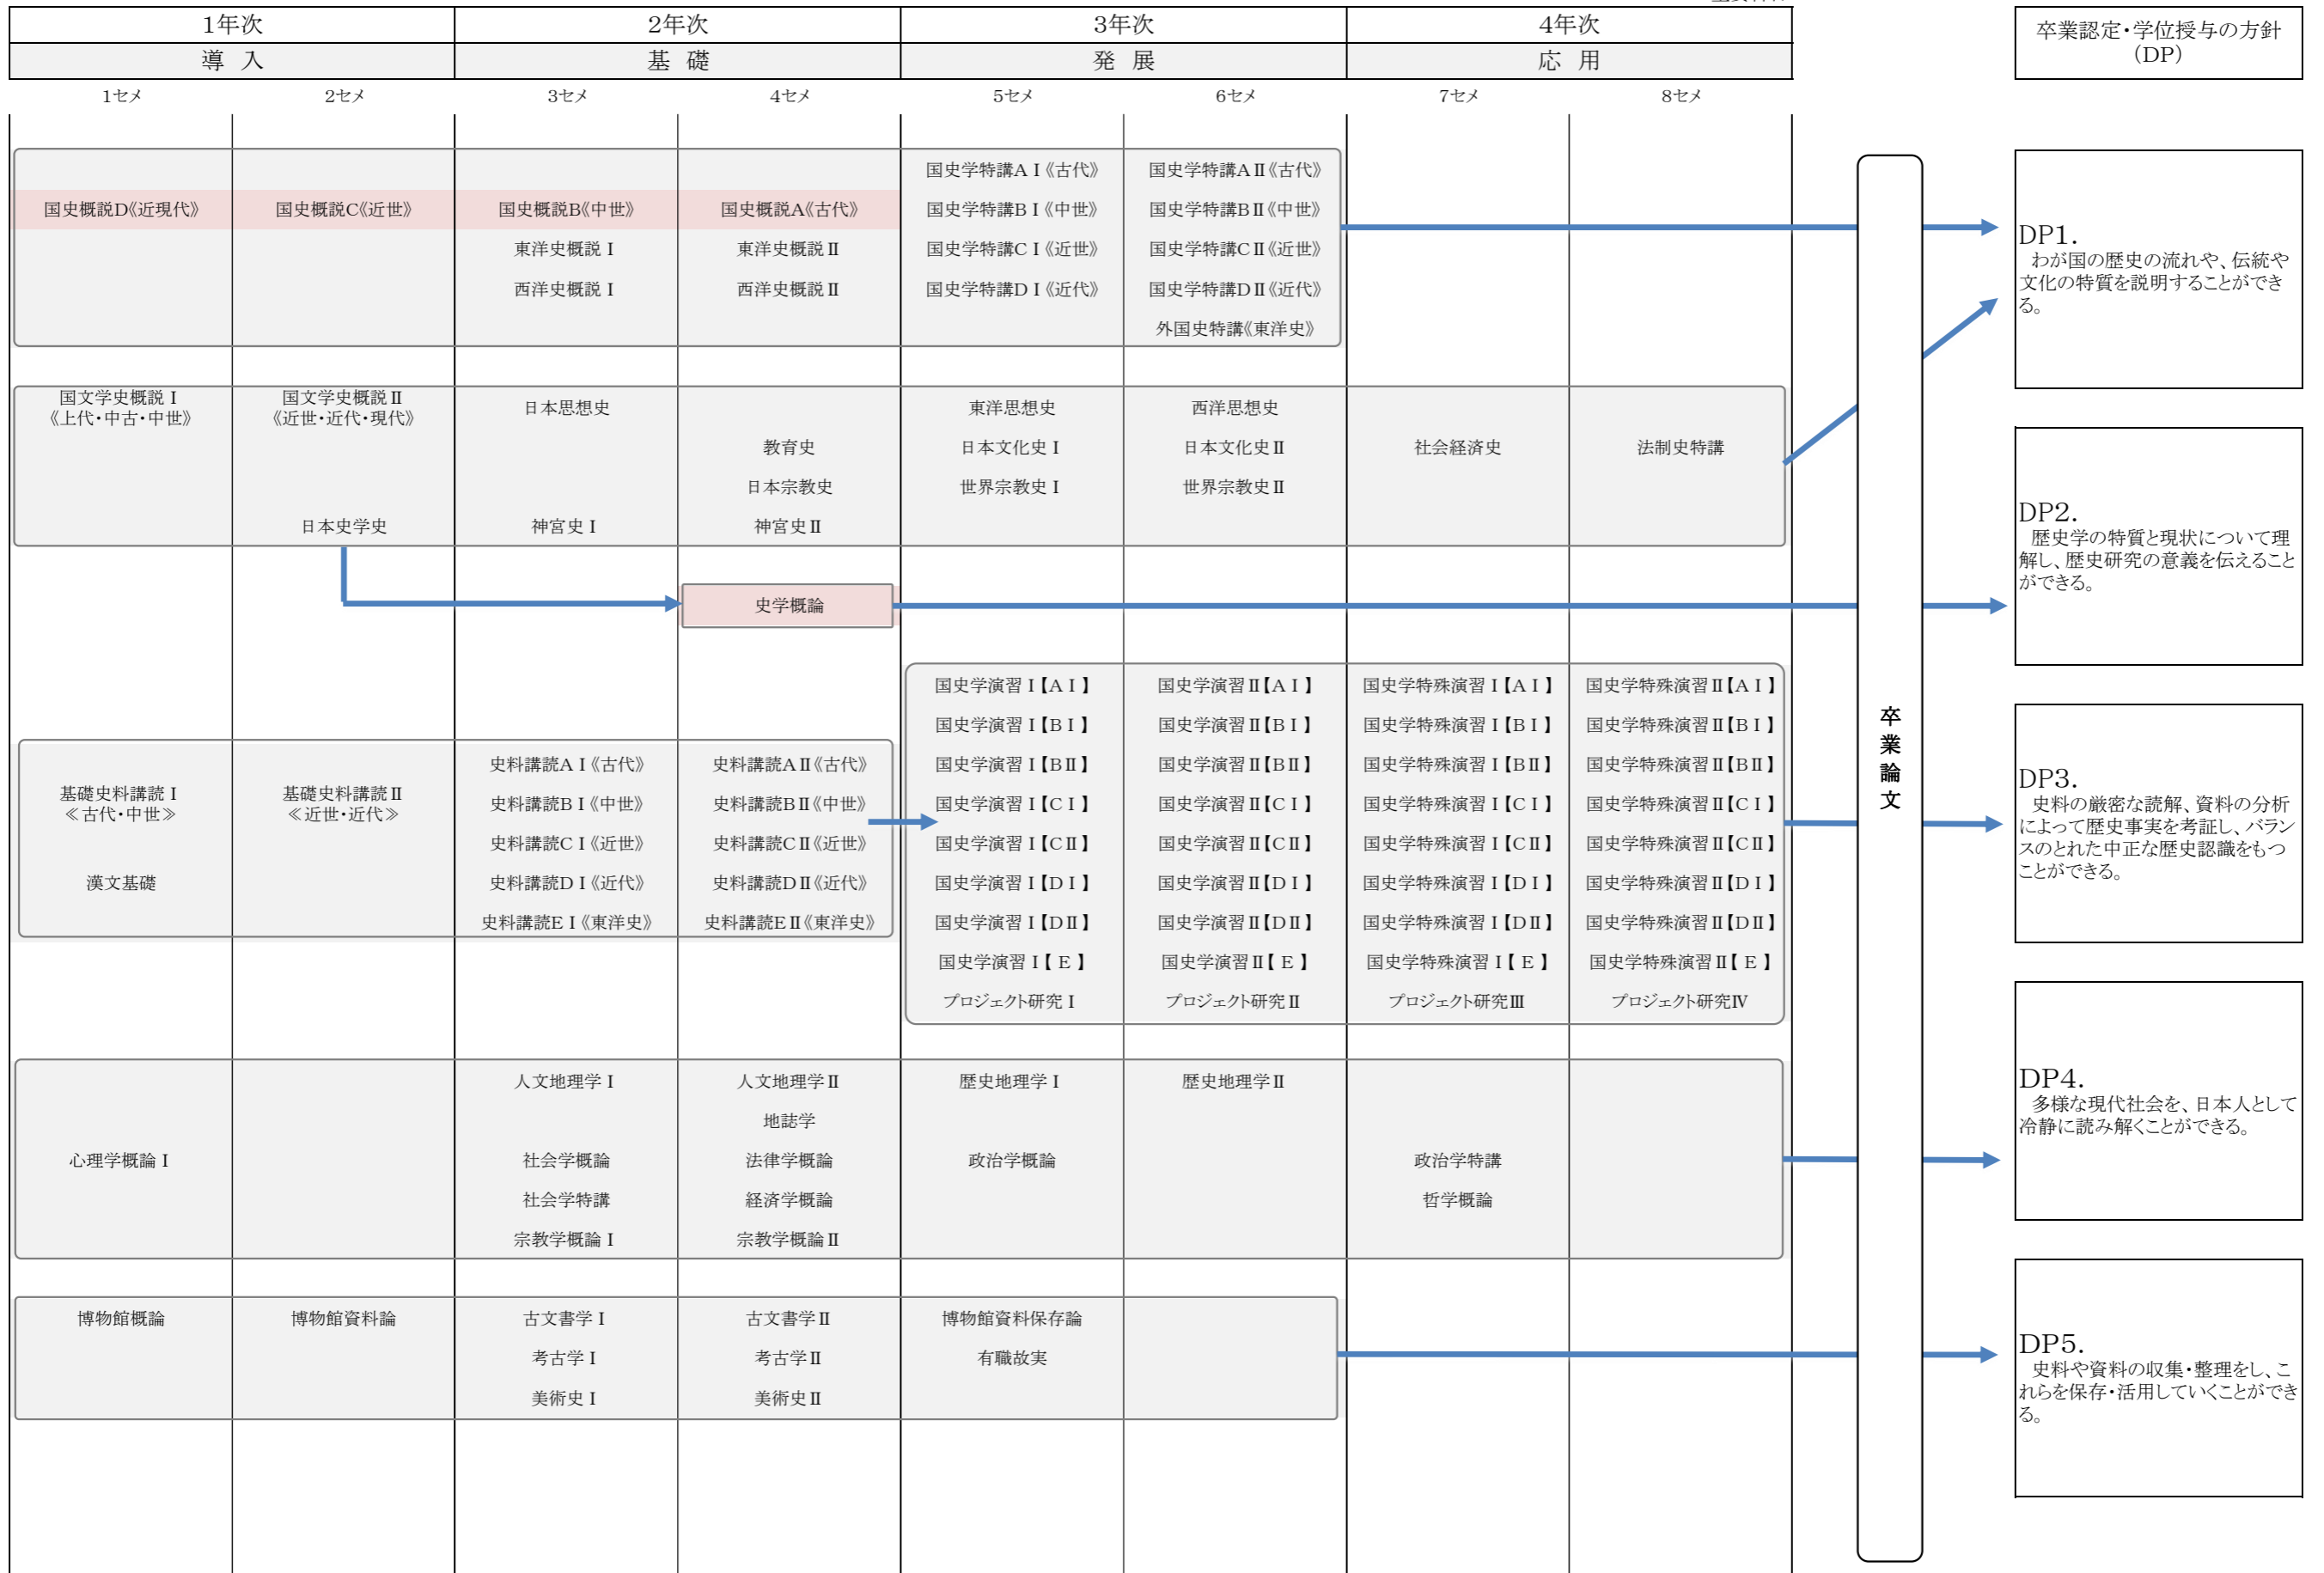 1年次 2年次 3年次 4年次
導 入 基 礎 発 展 応 用
1セメ 2セメ 3セメ 4セメ 5セメ 6セメ 7セメ 8セメ
卒業認定・学位授与の方針
(DP)
国史学特講AⅠ《古代》 国史学特講AⅡ《古代》
国史概説D《近現代》 国史概説C《近世》 国史概説B《中世》 国史概説A《古代》 国史学特講BⅠ《中世》 国史学特講BⅡ《中世》
東洋史概説Ⅰ 東洋史概説Ⅱ 国史学特講CⅠ《近世》 国史学特講CⅡ《近世》
西洋史概説Ⅰ 西洋史概説Ⅱ 国史学特講DⅠ《近代》 国史学特講DⅡ《近代》
外国史特講《東洋史》
国文学史概説Ⅰ 国文学史概説Ⅱ
《上代・中古・中世》 《近世・近代・現代》
日本思想史 東洋思想史 西洋思想史
教育史 日本文化史Ⅰ 日本文化史Ⅱ 社会経済史 法制史特講
日本宗教史 世界宗教史Ⅰ 世界宗教史Ⅱ
日本史学史 神宮史Ⅰ 神宮史Ⅱ
史学概論
国史学演習Ⅰ【AⅠ】 国史学演習Ⅱ【AⅠ】 国史学特殊演習Ⅰ【AⅠ】 国史学特殊演習Ⅱ【AⅠ】
国史学演習Ⅰ【BⅠ】 国史学演習Ⅱ【BⅠ】 国史学特殊演習Ⅰ【BⅠ】 国史学特殊演習Ⅱ【BⅠ】
史料講読AⅠ《古代》 史料講読AⅡ《古代》 国史学演習Ⅰ【BⅡ】 国史学演習Ⅱ【BⅡ】 国史学特殊演習Ⅰ【BⅡ】 国史学特殊演習Ⅱ【BⅡ】
基礎史料講読Ⅰ 基礎史料講読Ⅱ
≪古代・中世≫ ≪近世・近代≫
史料講読BⅠ《中世》 史料講読BⅡ《中世》 国史学演習Ⅰ【CⅠ】 国史学演習Ⅱ【CⅠ】 国史学特殊演習Ⅰ【CⅠ】 国史学特殊演習Ⅱ【CⅠ】
史料講読CⅠ《近世》 史料講読CⅡ《近世》 国史学演習Ⅰ【CⅡ】 国史学演習Ⅱ【CⅡ】 国史学特殊演習Ⅰ【CⅡ】 国史学特殊演習Ⅱ【CⅡ】
漢文基礎 史料講読DⅠ《近代》 史料講読DⅡ《近代》 国史学演習Ⅰ【DⅠ】 国史学演習Ⅱ【DⅠ】 国史学特殊演習Ⅰ【DⅠ】 国史学特殊演習Ⅱ【DⅠ】
史料講読EⅠ《東洋史》 史料講読EⅡ《東洋史》 国史学演習Ⅰ【DⅡ】 国史学演習Ⅱ【DⅡ】 国史学特殊演習Ⅰ【DⅡ】 国史学特殊演習Ⅱ【DⅡ】
国史学演習Ⅰ【 E 】 国史学演習Ⅱ【 E 】 国史学特殊演習Ⅰ【 E 】 国史学特殊演習Ⅱ【 E 】
プロジェクト研究Ⅰ プロジェクト研究Ⅱ プロジェクト研究Ⅲ プロジェクト研究Ⅳ
人文地理学Ⅰ 人文地理学Ⅱ 歴史地理学Ⅰ 歴史地理学Ⅱ
地誌学
心理学概論Ⅰ 社会学概論 法律学概論 政治学概論 政治学特講
社会学特講 経済学概論 哲学概論
宗教学概論Ⅰ 宗教学概論Ⅱ
博物館概論 博物館資料論 古文書学Ⅰ 古文書学Ⅱ 博物館資料保存論
考古学Ⅰ 考古学Ⅱ 有職故実
美術史Ⅰ 美術史Ⅱ
卒業論文
DP1.
わが国の歴史の流れや、伝統や
文化の特質を説明することができ
る。
DP2.
歴史学の特質と現状について理
解し、歴史研究の意義を伝えること
ができる。
DP3.
史料の厳密な読解、資料の分析
によって歴史事実を考証し、バラン
スのとれた中正な歴史認識をもつ
ことができる。
DP4.
多様な現代社会を、日本人として
冷静に読み解くことができる。
DP5.
史料や資料の収集・整理をし、こ
れらを保存・活用していくことができ
る。